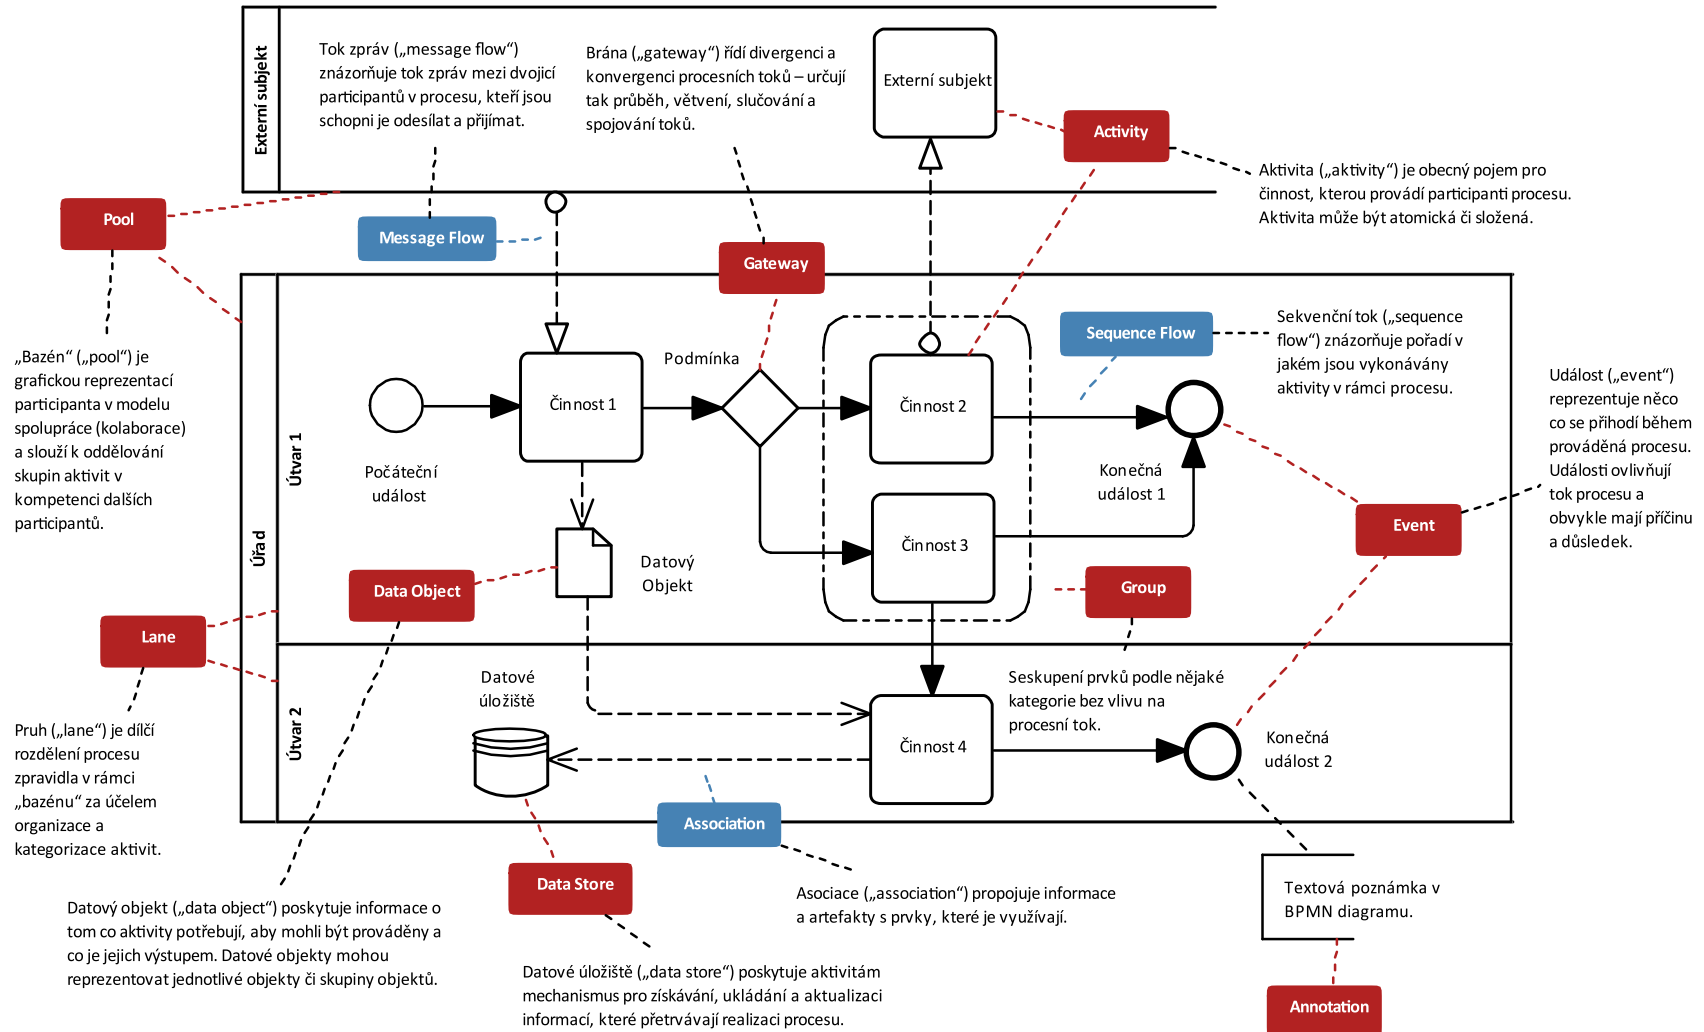 Externí subjekt
Tok zpráv („message flow“)
znázorňuje tok zpráv mezi dvojicí
participantů v procesu, kteří jsou
schopni je odesílat a přijímat.
Brána („gateway“) řídí divergenci a
konvergenci procesních toků – určují
tak průběh, větvení, slučování a
spojování toků.
Externí subjekt
Activity
Aktivita („aktivity“) je obecný pojem pro
činnost, kterou provádí participanti procesu.
Aktivita může být atomická či složená.
Pool
Message Flow
Gateway
„Bazén“ („pool“) je
grafickou reprezentací
participanta v modelu
spolupráce (kolaborace)
a slouží k oddělování
skupin aktivit v
kompetenci dalších
participantů.
Úřad
Útvar 1
Počáteční
událost
Činnost 1
Podmínka
Činnost 2
Činnost 3
Sequence Flow
Sekvenční tok („sequence
flow“) znázorňuje pořadí v
jakém jsou vykonávány
aktivity v rámci procesu.
Konečná
událost 1
Událost („event“)
reprezentuje něco
co se přihodí během
prováděná procesu.
Události ovlivňují
tok procesu a
obvykle mají příčinu
a důsledek.
Event
Datový
Objekt
Data Object
Group
Lane
Seskupení prvků podle nějaké
kategorie bez vlivu na
procesní tok.
Pruh („lane“) je dílčí
rozdělení procesu
zpravidla v rámci
„bazénu“ za účelem
organizace a
kategorizace aktivit.
Útvar 2
Datové
úložiště
Činnost 4
Konečná
událost 2
Association
Data Store
Asociace („association“) propojuje informace
a artefakty s prvky, které je využívají.
Textová poznámka v
BPMN diagramu.
Datový objekt („data object“) poskytuje informace o
tom co aktivity potřebují, aby mohli být prováděny a
co je jejich výstupem. Datové objekty mohou
reprezentovat jednotlivé objekty či skupiny objektů.
Datové úložiště („data store“) poskytuje aktivitám
mechanismus pro získávání, ukládání a aktualizaci
informací, které přetrvávají realizaci procesu.
Annotation